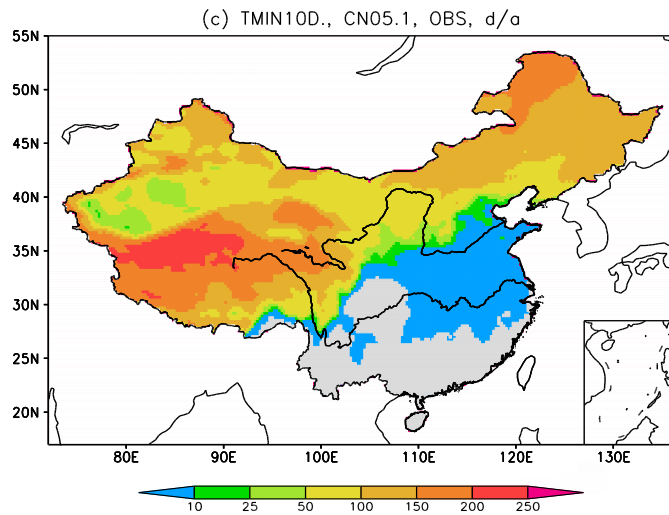 (c) TMIN10D., CN05.1, OBS, d/a
55N
50N
45N
40N
35N
30N
25N
20N
80E 90E 100E 110E 120E 130E
10 25 50 100 150 200 250